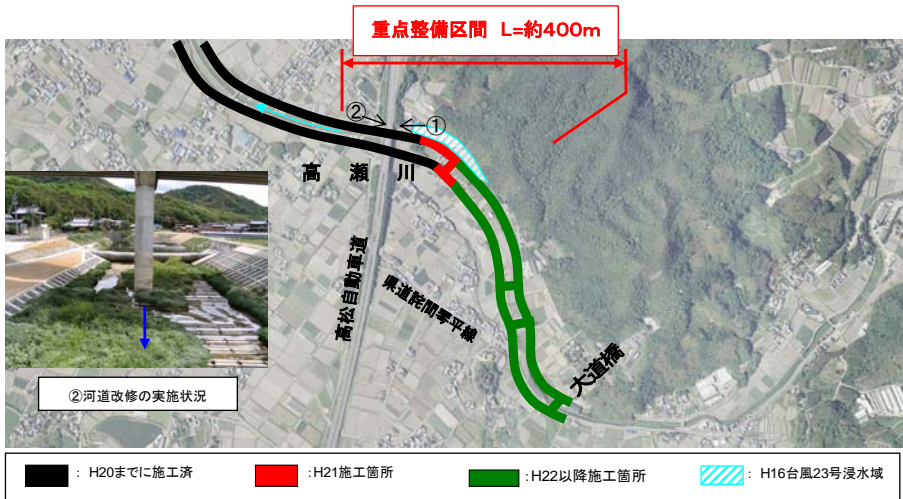 重点整備区間 L=約400m
② ①
高瀬川
高松自動車道
県道詫間琴平線
大道橋
②河道改修の実施状況
: H20までに施工済
:H21施工箇所
:H22以降施工箇所
: H16台風23号浸水域